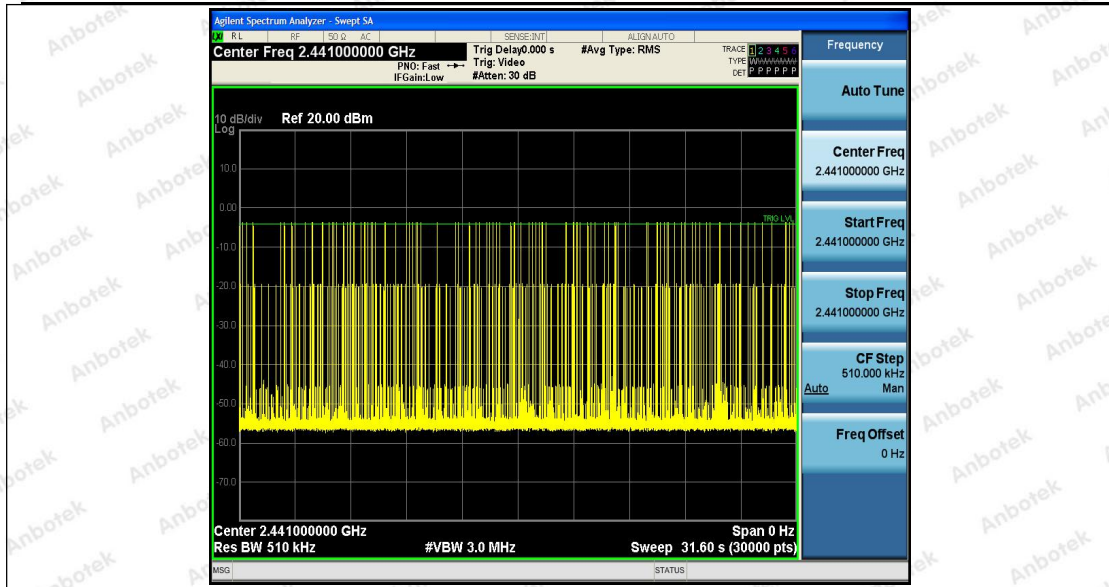 Agilent Spectrum Analyzer - Swept SA
RL RF 50 Ω AC SENSE:INT ALIGNAUTO
Center Freq 2.441000000 GHz
PNO: Fast
IFGain:Low
Trig Delay0.000 s
Trig: Video
#Atten: 30 dB
#Avg Type: RMS
TRACE 1 2 3 4 5 6
TYPE
DET P P P P P P
10 dB/div
Log
Ref 20.00 dBm
10.0
0.00
-10.0
-20.0
-30.0
-40.0
-50.0
-60.0
-70.0
TRIG LVL
Center 2.441000000 GHz
Span 0 Hz
Res BW 510 kHz
#VBW 3.0 MHz
Sweep 31.60 s (30000 pts)
MSG
STATUS
Frequency
Auto Tune
Center Freq
2.441000000 GHz
Start Freq
2.441000000 GHz
Stop Freq
2.441000000 GHz
CF Step
510.000 kHz
Auto Man
Freq Offset
0 Hz
Anbotek